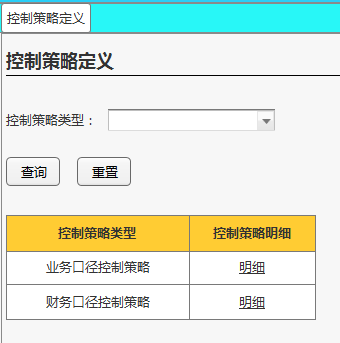 控制策略定义
控制策略定义
控制策略类型：
查询 重置
控制策略类型 控制策略明细
业务口径控制策略 明细
财务口径控制策略 明细